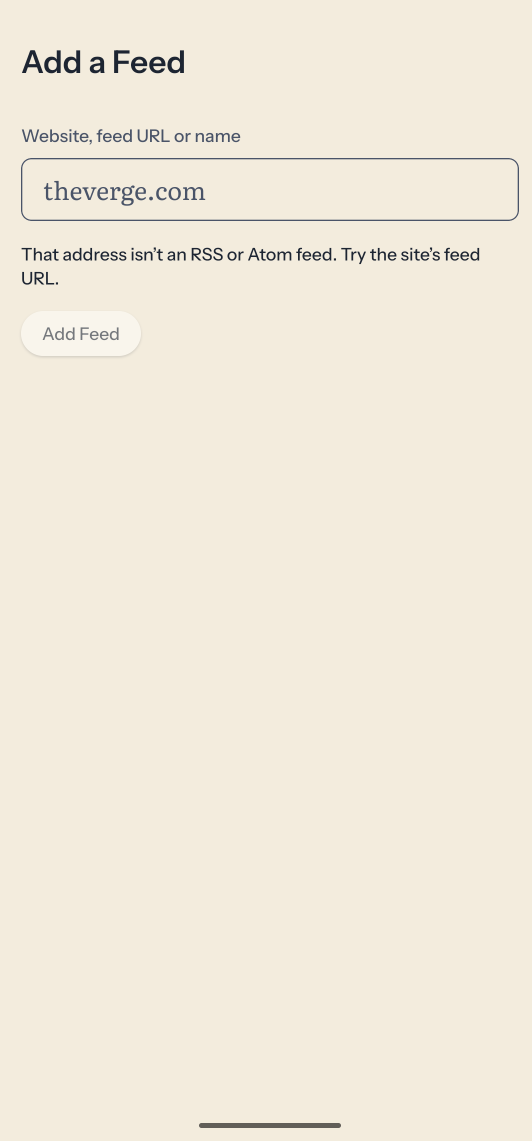 Add a Feed
Website, feed URL or name
theverge.com
That address isn’t an RSS or Atom feed. Try the site’s feed
URL.
Add Feed